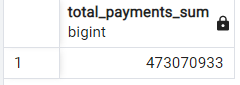 total_payments_sum
bigint
1 473070933